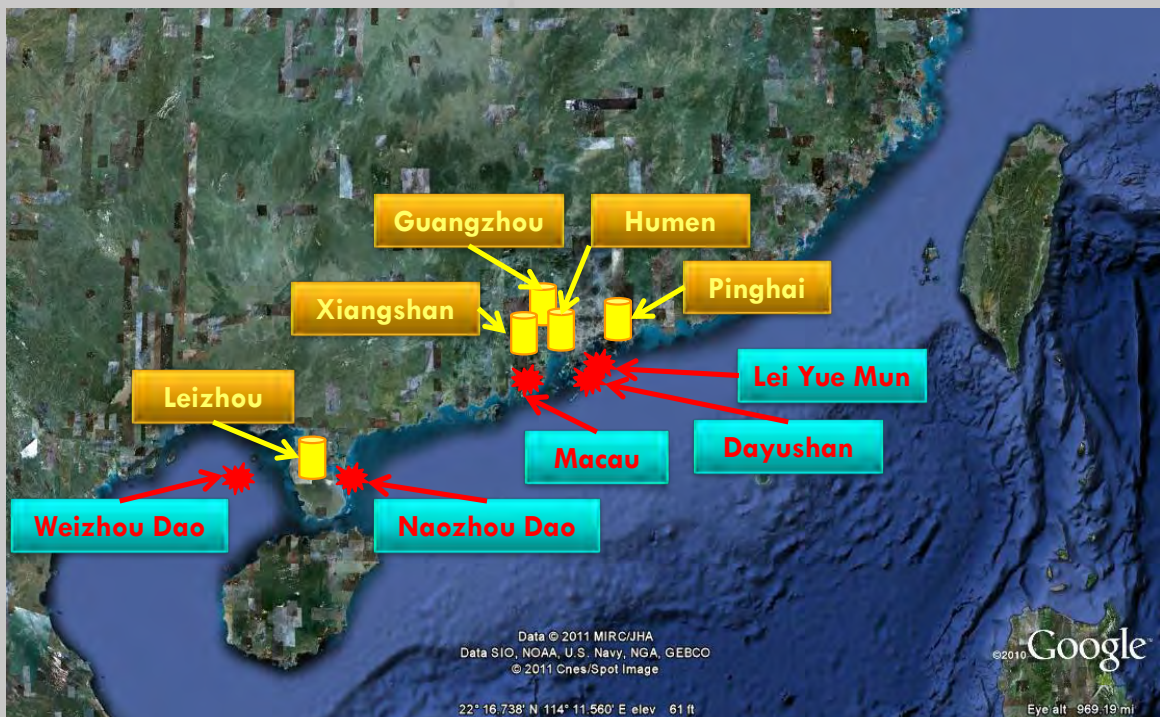 Guangzhou
Humen
Pinghai
Xiangshan
Lei Yue Mun
Leizhou
Dayushan
Macau
Weizhou Dao
Naozhou Dao
Data © 2011 MIRC/JHA
Data SIO, NOAA, U.S. Navy, NGA, GEBCO
© 2011 Cnes/Spot Image
©2010 Google™
22° 16.738' N 114° 11.560' E elev 61 ft
Eye alt 969.19 mi